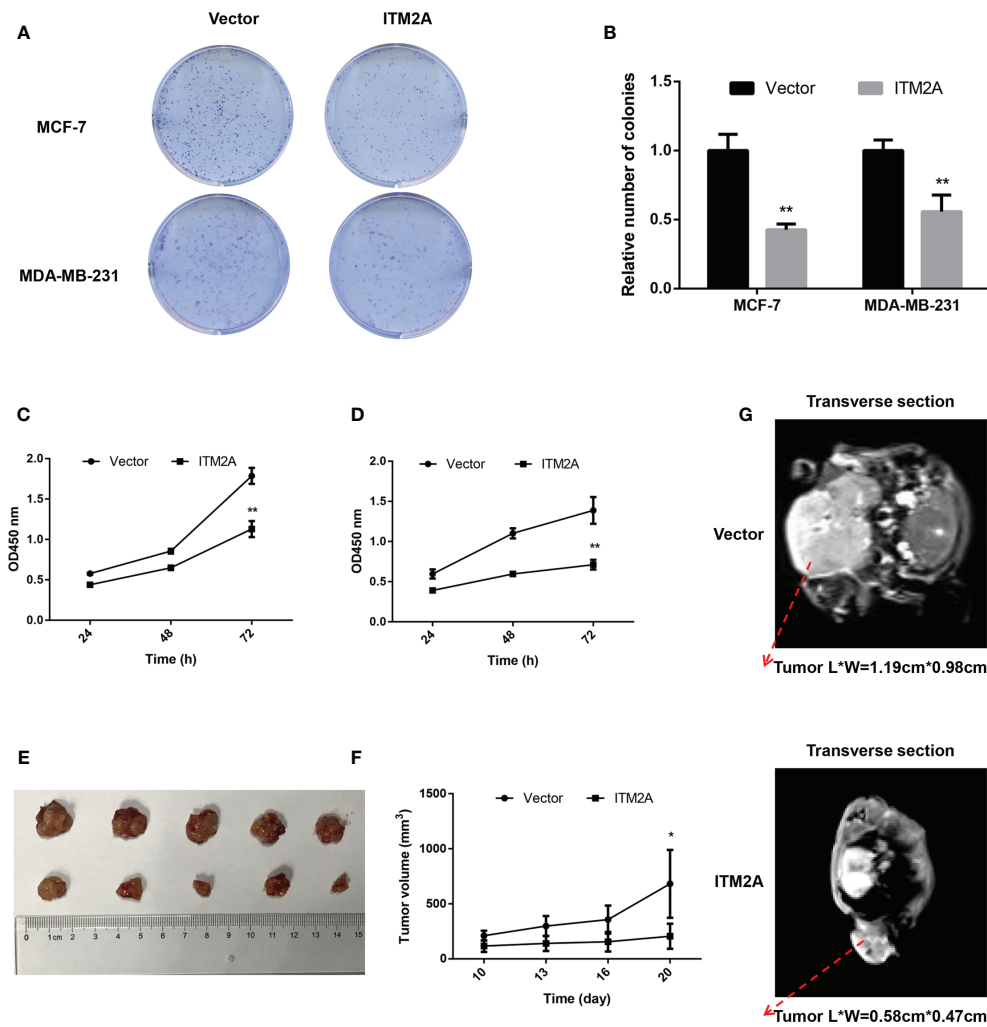 A
Vector
ITM2A
MCF-7
MDA-MB-231
B
Relative number of colonies
1.5
1.0
0.5
0.0
Vector
ITM2A
**
**
MCF-7
MDA-MB-231
C
OD450 nm
2.0
1.5
1.0
0.5
0.0
Vector
ITM2A
**
24
48
72
Time (h)
D
OD450 nm
2.0
1.5
1.0
0.5
0.0
Vector
ITM2A
**
24
48
72
Time (h)
G
Transverse section
Vector
Tumor L*W=1.19cm*0.98cm
E
0 1cm 2 3 4 5 6 7 8 9 10 11 12 13 14 15
F
Tumor volume (mm³)
1500
1000
500
0
Vector
ITM2A
*
10
13
16
20
Time (day)
Transverse section
ITM2A
Tumor L*W=0.58cm*0.47cm